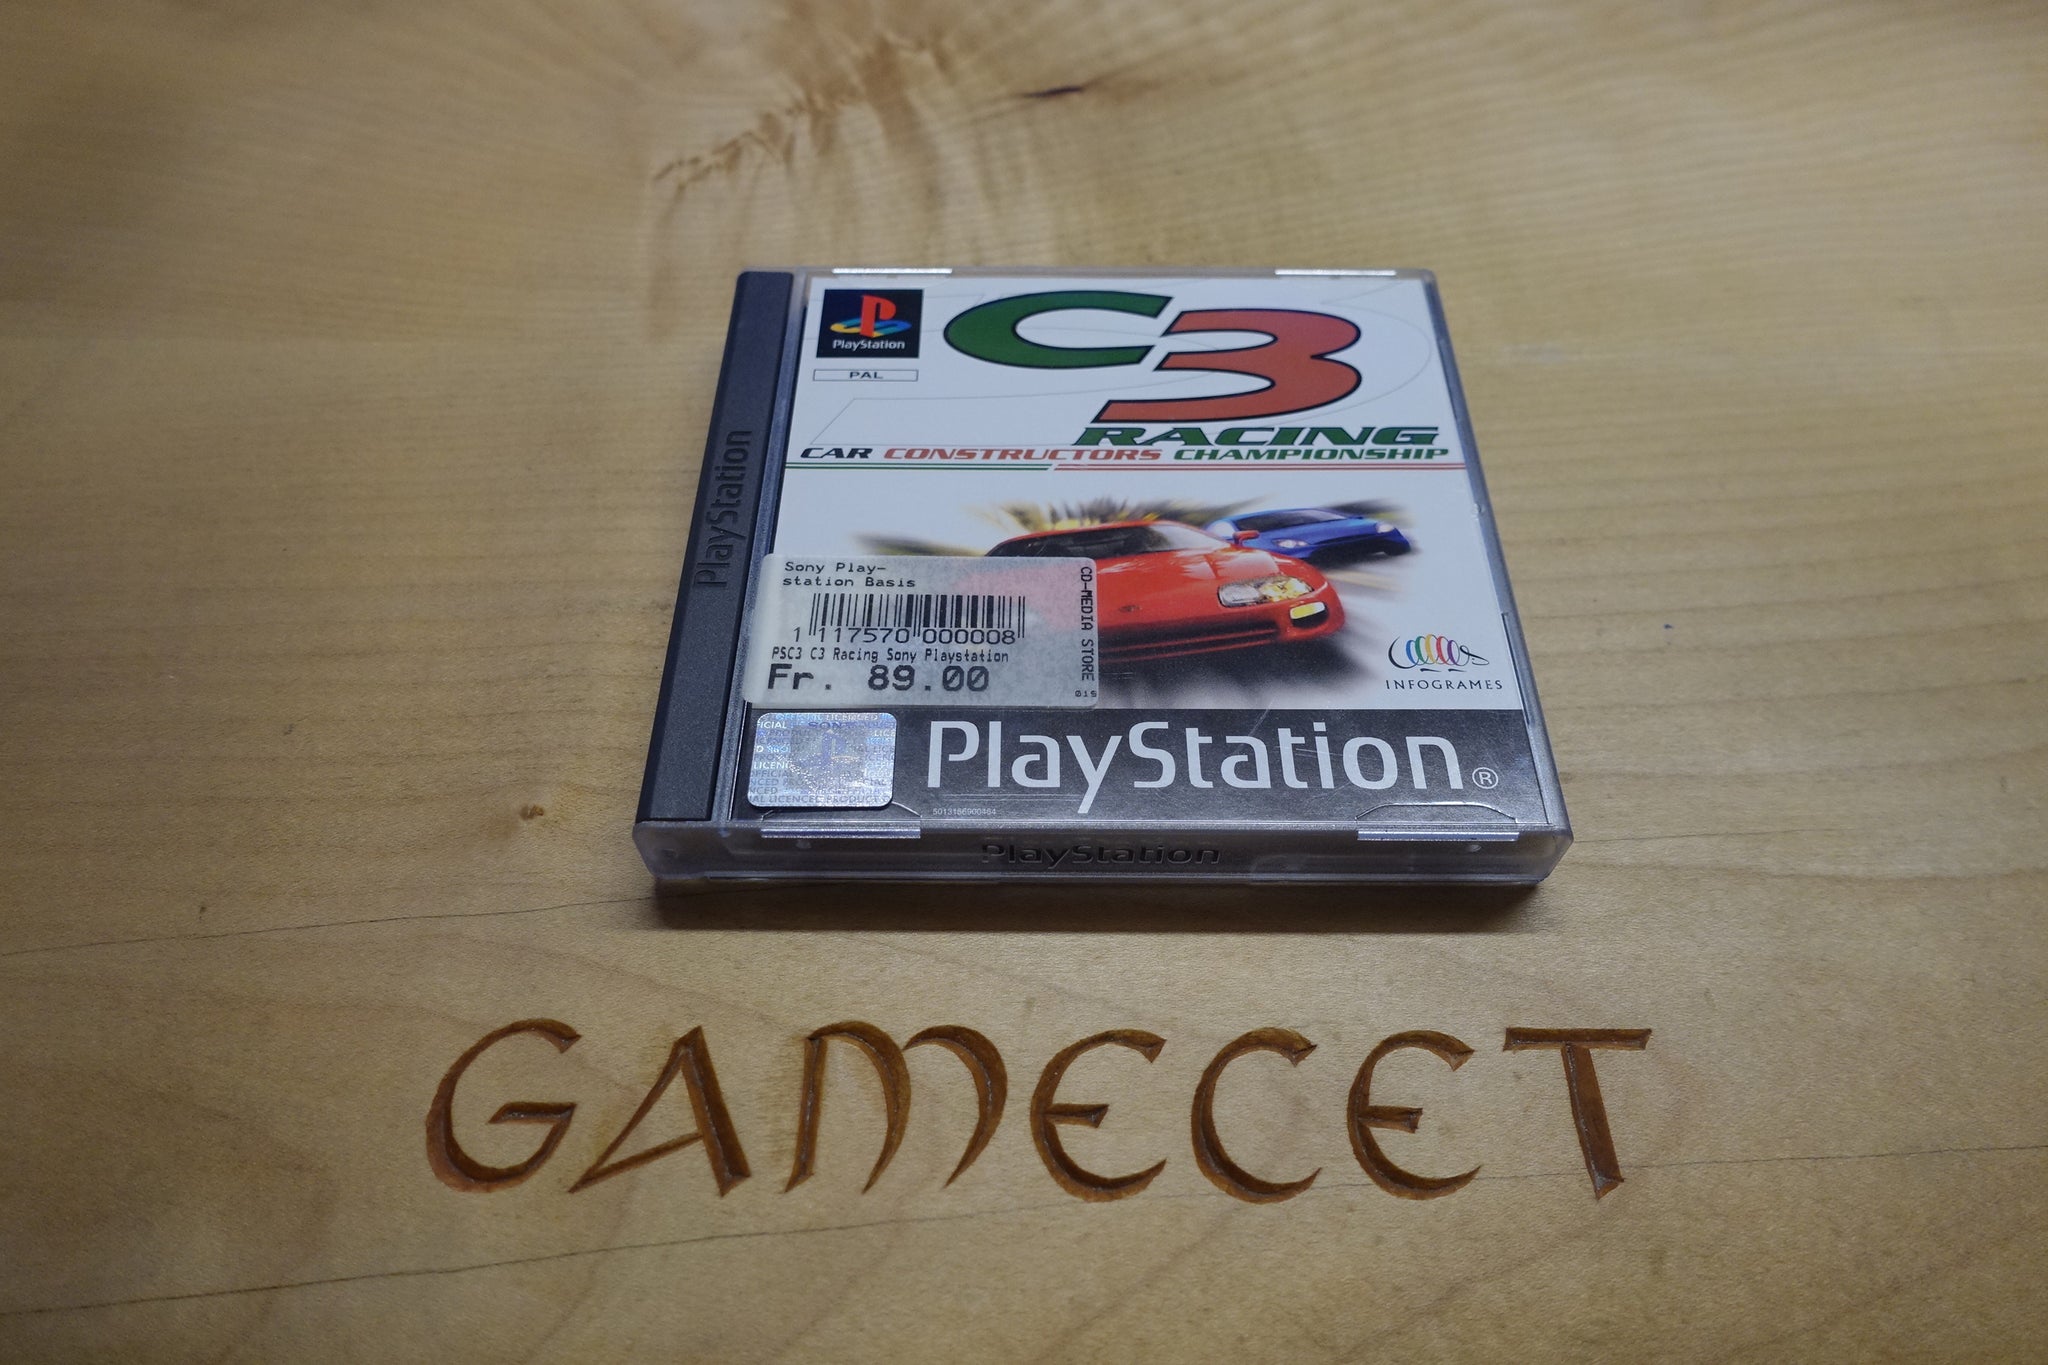 PlayStation
PlayStation
PAL
C3
RACING
CAR CONSTRUCTORS CHAMPIONSHIP
Sony Play-
station Basis
1 117570 000008
PSC3 C3 Racing Sony Playstation
Fr. 89.00
CD-MEDIA STORE
INFOGRAMES
PlayStation®
PlayStation
GAMECET